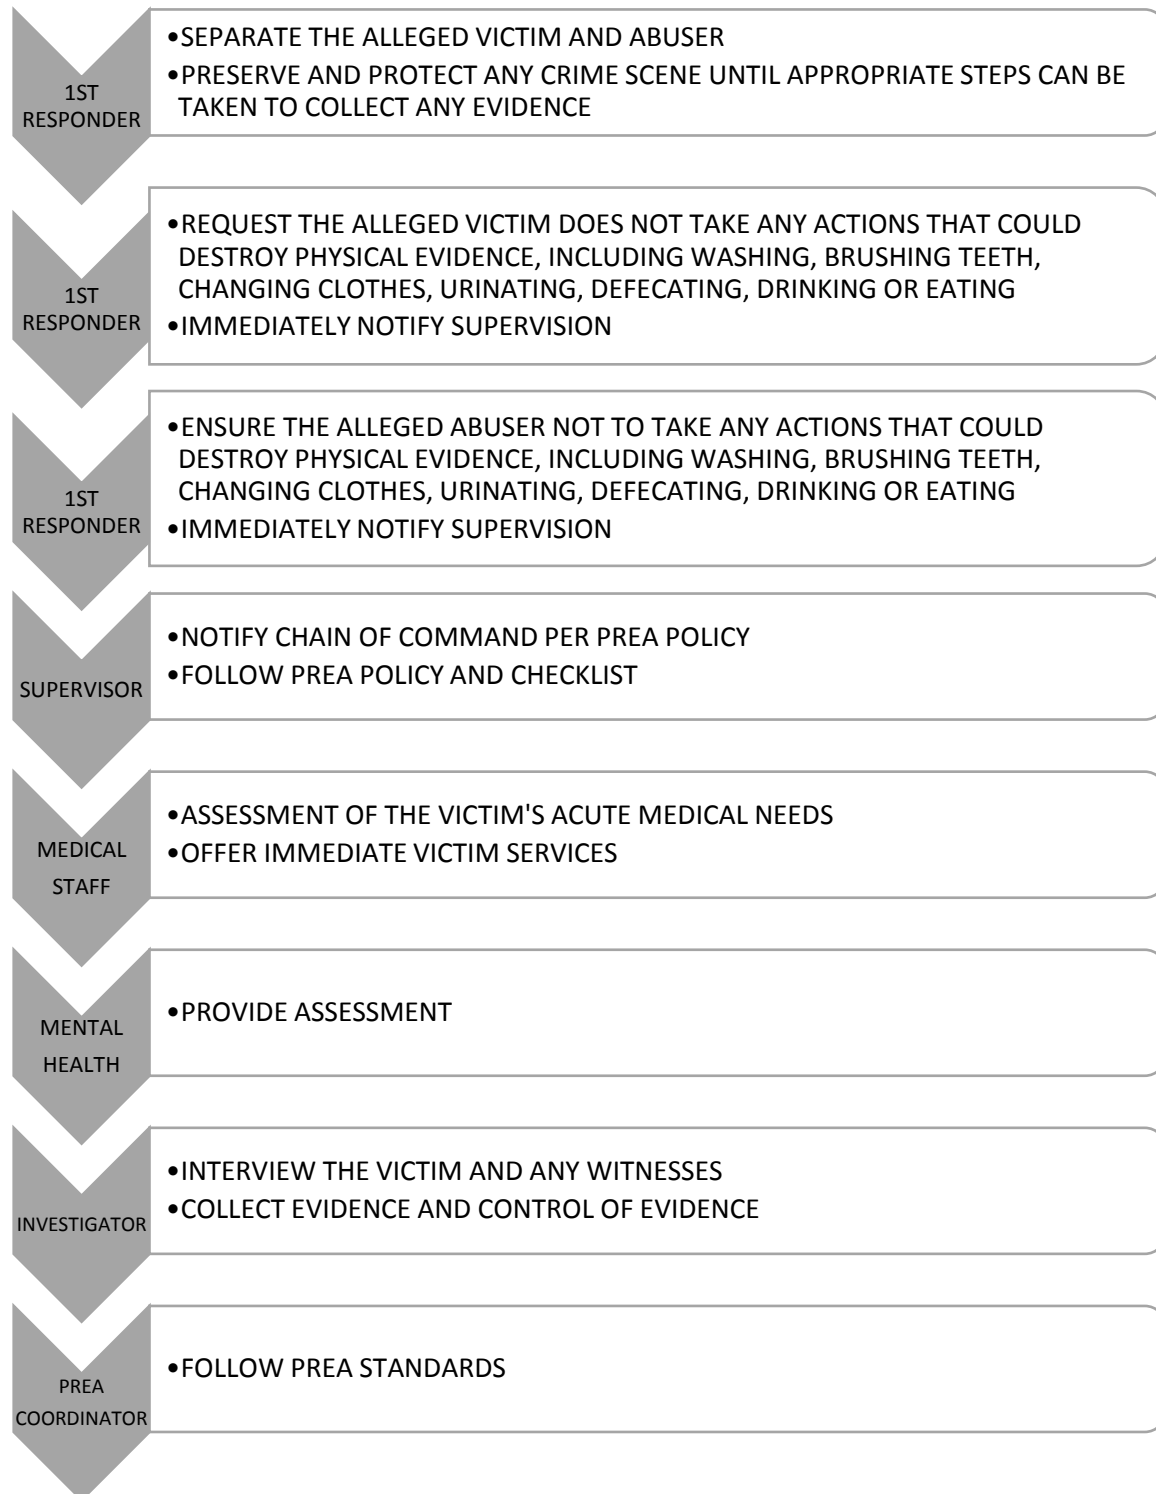 1ST
RESPONDER
•SEPARATE THE ALLEGED VICTIM AND ABUSER
•PRESERVE AND PROTECT ANY CRIME SCENE UNTIL APPROPRIATE STEPS CAN BE
TAKEN TO COLLECT ANY EVIDENCE
1ST
RESPONDER
•REQUEST THE ALLEGED VICTIM DOES NOT TAKE ANY ACTIONS THAT COULD
DESTROY PHYSICAL EVIDENCE, INCLUDING WASHING, BRUSHING TEETH,
CHANGING CLOTHES, URINATING, DEFECATING, DRINKING OR EATING
•IMMEDIATELY NOTIFY SUPERVISION
1ST
RESPONDER
•ENSURE THE ALLEGED ABUSER NOT TO TAKE ANY ACTIONS THAT COULD
DESTROY PHYSICAL EVIDENCE, INCLUDING WASHING, BRUSHING TEETH,
CHANGING CLOTHES, URINATING, DEFECATING, DRINKING OR EATING
•IMMEDIATELY NOTIFY SUPERVISION
SUPERVISOR
•NOTIFY CHAIN OF COMMAND PER PREA POLICY
•FOLLOW PREA POLICY AND CHECKLIST
MEDICAL
STAFF
•ASSESSMENT OF THE VICTIM'S ACUTE MEDICAL NEEDS
•OFFER IMMEDIATE VICTIM SERVICES
MENTAL
HEALTH
•PROVIDE ASSESSMENT
INVESTIGATOR
•INTERVIEW THE VICTIM AND ANY WITNESSES
•COLLECT EVIDENCE AND CONTROL OF EVIDENCE
PREA
COORDINATOR
•FOLLOW PREA STANDARDS